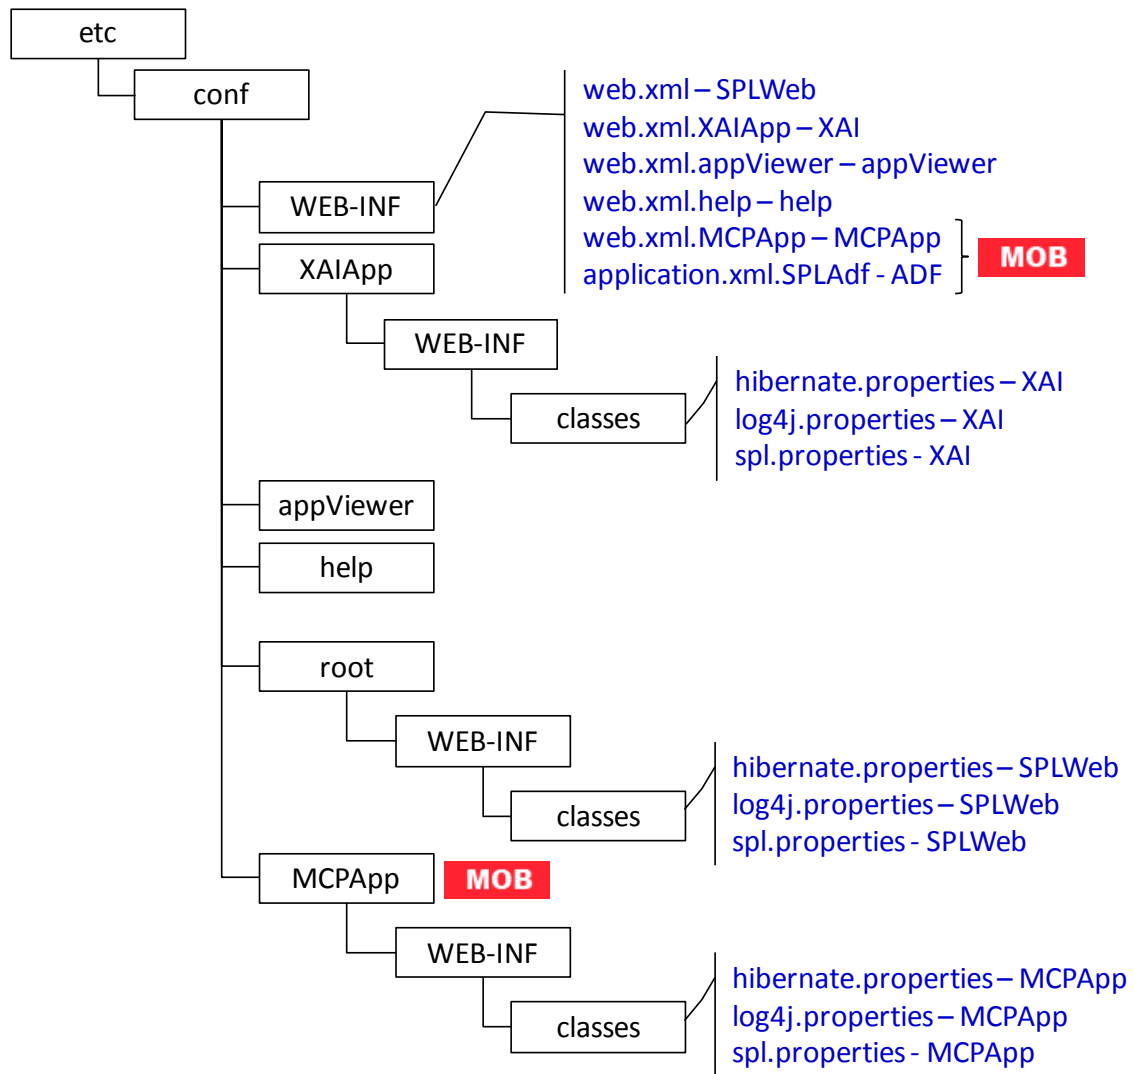 etc
conf
WEB-INF
web.xml – SPLWeb
web.xml.XAIApp – XAI
web.xml.appViewer – appViewer
web.xml.help – help
web.xml.MCPApp – MCPApp
application.xml.SPLAdf - ADF
MOB
XAIApp
WEB-INF
classes
hibernate.properties – XAI
log4j.properties – XAI
spl.properties - XAI
appViewer
help
root
WEB-INF
classes
hibernate.properties – SPLWeb
log4j.properties – SPLWeb
spl.properties - SPLWeb
MCPApp
MOB
WEB-INF
classes
hibernate.properties – MCPApp
log4j.properties – MCPApp
spl.properties - MCPApp